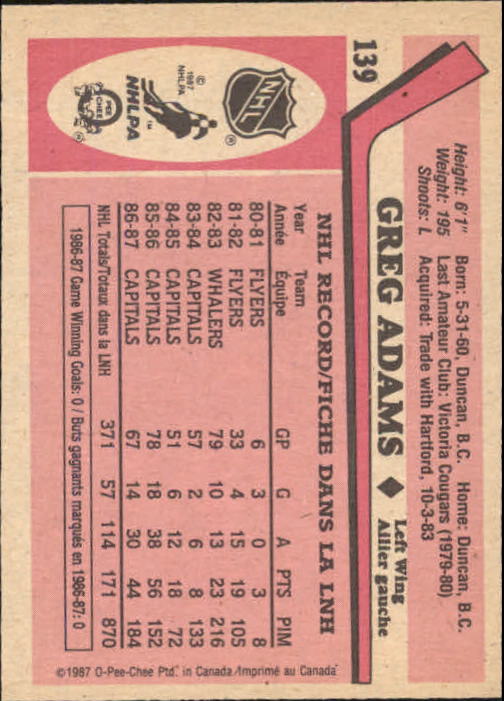 139
Height: 6'1" Born: 5-31-60, Duncan, B.C. Home: Duncan, B.C.
Weight: 195 Last Amateur Club: Victoria Cougars (1979-80)
Shoots: L Acquired: Trade with Hartford, 10-3-83
GREG ADAMS ◆ Left Wing
Ailier gauche
NHL
®
© 1987 NHLPA
NHLPA
™
O PEE CHEE
®
NHL RECORD/FICHE DANS LA LNH
Year Team
Année Équipe GP G A PTS PIM
80-81 FLYERS 6 3 0 3 8
81-82 FLYERS 33 4 15 19 105
82-83 WHALERS 79 10 13 23 216
83-84 CAPITALS 57 2 6 8 133
84-85 CAPITALS 51 6 12 18 72
85-86 CAPITALS 78 18 38 56 152
86-87 CAPITALS 67 14 30 44 184
NHL Totals/Totaux dans la LNH 371 57 114 171 870
1986-87 Game Winning Goals: 0 / Buts gagnants marqués en 1986-87: 0
©1987 O-Pee-Chee Ptd. in Canada/Imprimé au Canada